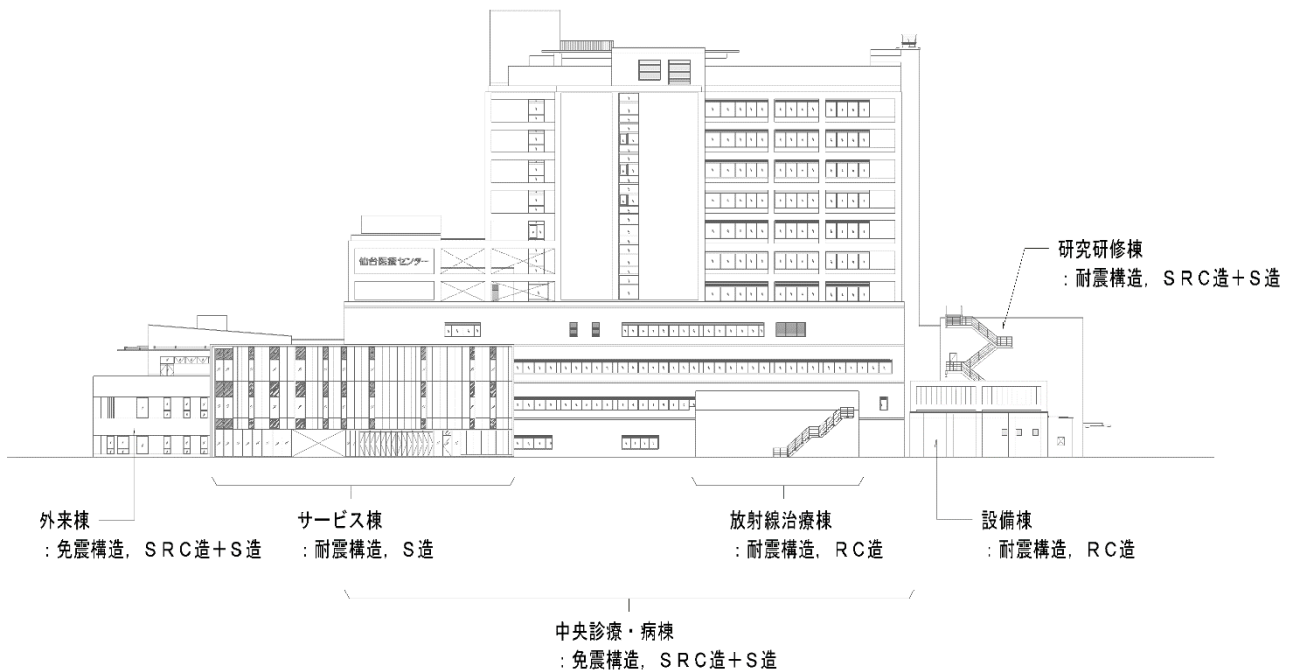 仙台医療センター
研究研修棟
：耐震構造，ＳＲＣ造＋Ｓ造
外来棟
：免震構造，ＳＲＣ造＋Ｓ造
サービス棟
：耐震構造，Ｓ造
放射線治療棟
：耐震構造，ＲＣ造
設備棟
：耐震構造，ＲＣ造
中央診療・病棟
：免震構造，ＳＲＣ造＋Ｓ造